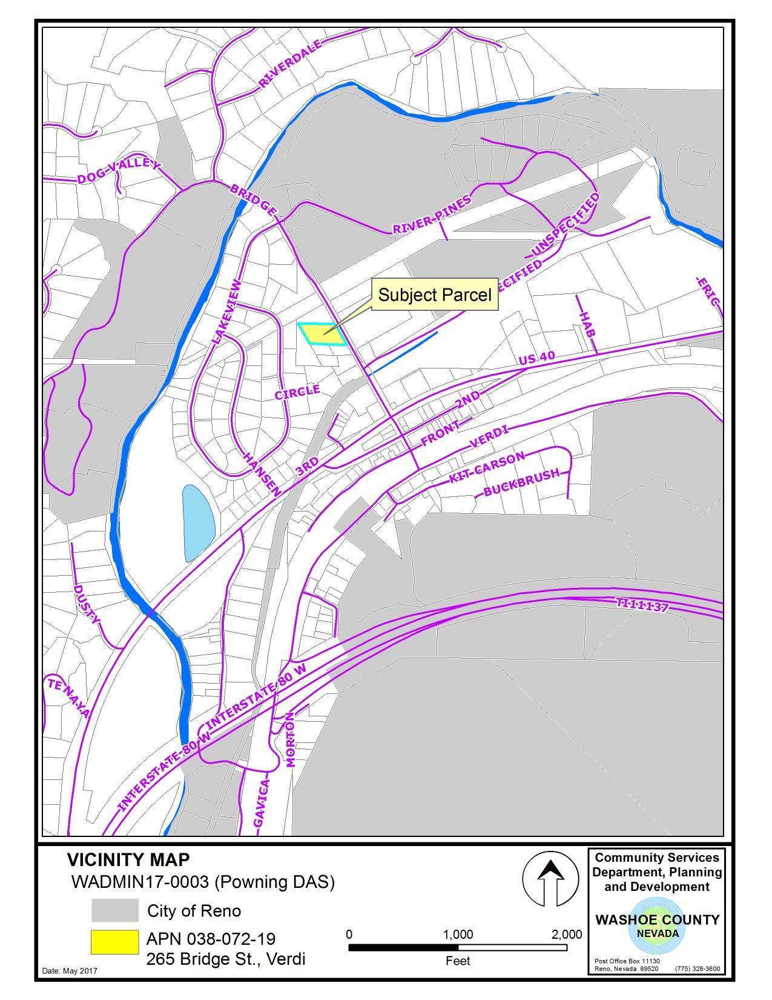 RIVERDALE
DOG VALLEY
BRIDGE
RIVER PINES
UNSPECIFIED
ECIFIED
Subject Parcel
LAKEVIEW
ERIC
HAB
US 40
CIRCLE
2ND
FRONT
VERDI
3RD
HANSEN
KIT CARSON
BUCKBRUSH
DUSTY
TI11137
TENAYA
INTERSTATE 80 W
INTERSTATE 80 W
MORTON
GAVICA
VICINITY MAP
WADMIN17-0003 (Powning DAS)
City of Reno
APN 038-072-19
265 Bridge St., Verdi
Date: May 2017
0 1,000 2,000
Feet
Community Services
Department, Planning
and Development
WASHOE COUNTY
NEVADA
1861
Post Office Box 11130
Reno, Nevada 89520 (775) 328-3600